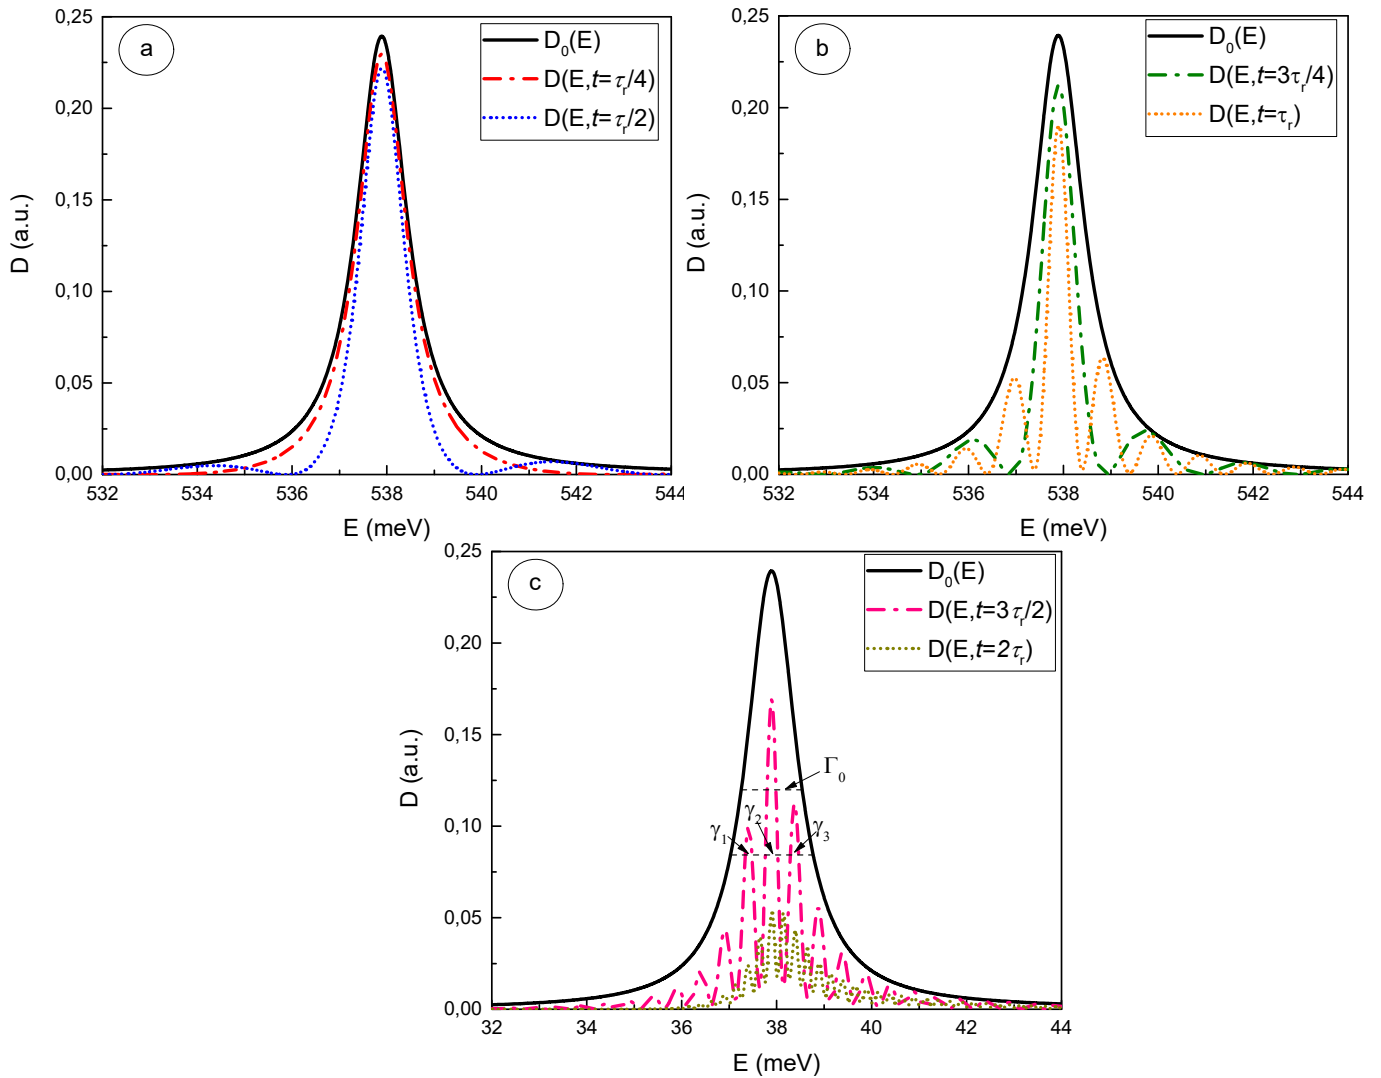 a
0,25
0,20
0,15
0,10
0,05
0,00
D (a.u.)
532 534 536 538 540 542 544
E (meV)
D₀(E)
D(E,t=τᵣ/4)
D(E,t=τᵣ/2)
b
0,25
0,20
0,15
0,10
0,05
0,00
D (a.u.)
532 534 536 538 540 542 544
E (meV)
D₀(E)
D(E,t=3τᵣ/4)
D(E,t=τᵣ)
c
0,25
0,20
0,15
0,10
0,05
0,00
D (a.u.)
32 34 36 38 40 42 44
E (meV)
D₀(E)
D(E,t=3τᵣ/2)
D(E,t=2τᵣ)
Γ₀
γ₁
γ₂
γ₃